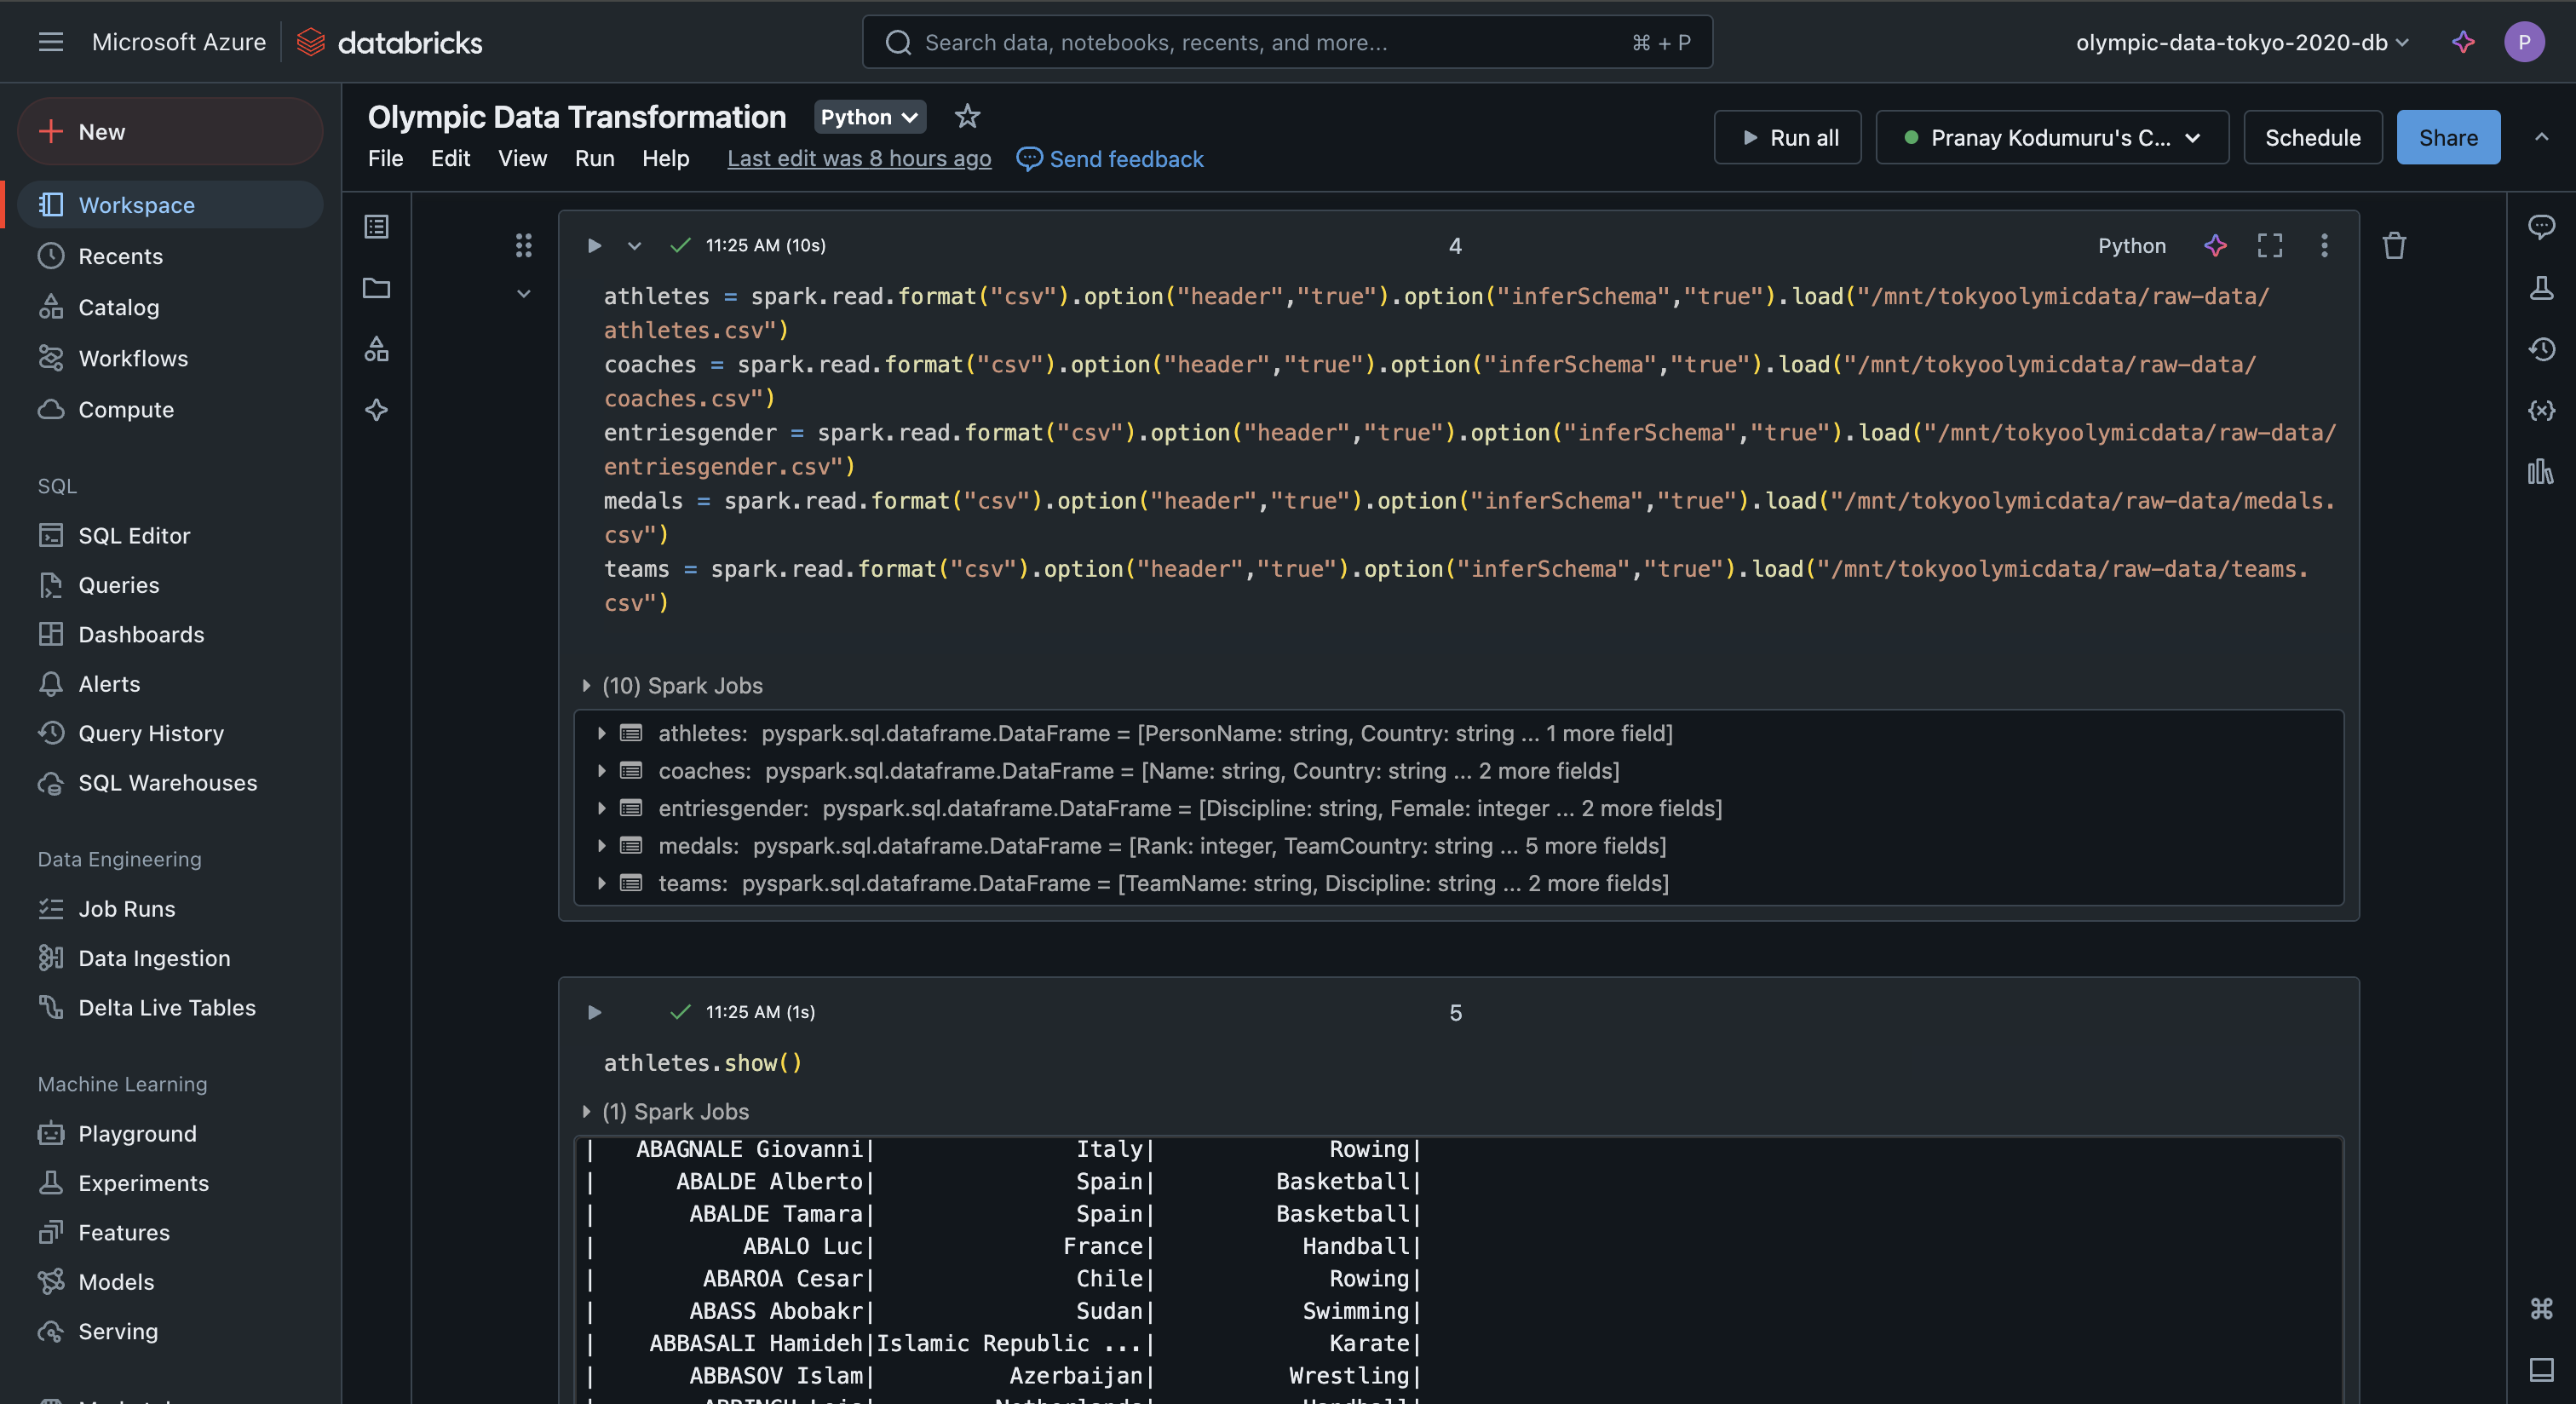 Microsoft Azure databricks
Search data, notebooks, recents, and more... ⌘ + P
olympic-data-tokyo-2020-db
P
New
Workspace
Recents
Catalog
Workflows
Compute
SQL
SQL Editor
Queries
Dashboards
Alerts
Query History
SQL Warehouses
Data Engineering
Job Runs
Data Ingestion
Delta Live Tables
Machine Learning
Playground
Experiments
Features
Models
Serving
Olympic Data Transformation Python
File Edit View Run Help Last edit was 8 hours ago Send feedback
Run all Pranay Kodumuru's C... Schedule Share
11:25 AM (10s) 4 Python
athletes = spark.read.format("csv").option("header","true").option("inferSchema","true").load("/mnt/tokyoolymicdata/raw-data/
athletes.csv")
coaches = spark.read.format("csv").option("header","true").option("inferSchema","true").load("/mnt/tokyoolymicdata/raw-data/
coaches.csv")
entriesgender = spark.read.format("csv").option("header","true").option("inferSchema","true").load("/mnt/tokyoolymicdata/raw-data/
entriesgender.csv")
medals = spark.read.format("csv").option("header","true").option("inferSchema","true").load("/mnt/tokyoolymicdata/raw-data/medals.
csv")
teams = spark.read.format("csv").option("header","true").option("inferSchema","true").load("/mnt/tokyoolymicdata/raw-data/teams.
csv")
(10) Spark Jobs
athletes: pyspark.sql.dataframe.DataFrame = [PersonName: string, Country: string ... 1 more field]
coaches: pyspark.sql.dataframe.DataFrame = [Name: string, Country: string ... 2 more fields]
entriesgender: pyspark.sql.dataframe.DataFrame = [Discipline: string, Female: integer ... 2 more fields]
medals: pyspark.sql.dataframe.DataFrame = [Rank: integer, TeamCountry: string ... 5 more fields]
teams: pyspark.sql.dataframe.DataFrame = [TeamName: string, Discipline: string ... 2 more fields]
11:25 AM (1s) 5
athletes.show()
(1) Spark Jobs
| ABAGNALE Giovanni| Italy| Rowing|
| ABALDE Alberto| Spain| Basketball|
| ABALDE Tamara| Spain| Basketball|
| ABALO Luc| France| Handball|
| ABAROA Cesar| Chile| Rowing|
| ABASS Abobakr| Sudan| Swimming|
| ABBASALI Hamideh|Islamic Republic ...| Karate|
| ABBASOV Islam| Azerbaijan| Wrestling|